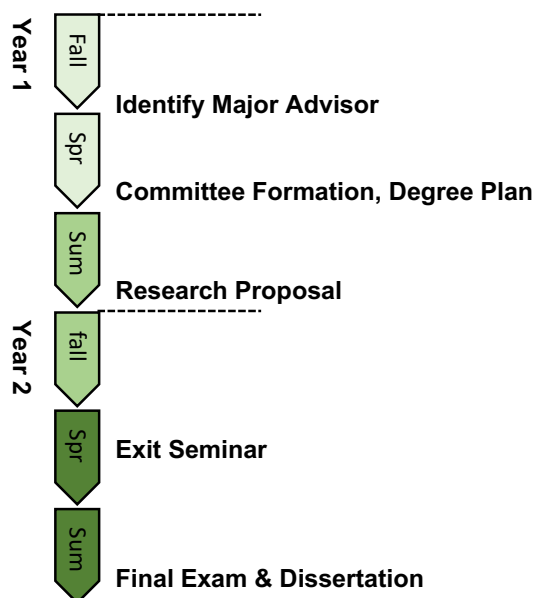 Year 1
Fall
Identify Major Advisor
Spr
Committee Formation, Degree Plan
Sum
Research Proposal
Year 2
fall
Spr
Exit Seminar
Sum
Final Exam & Dissertation